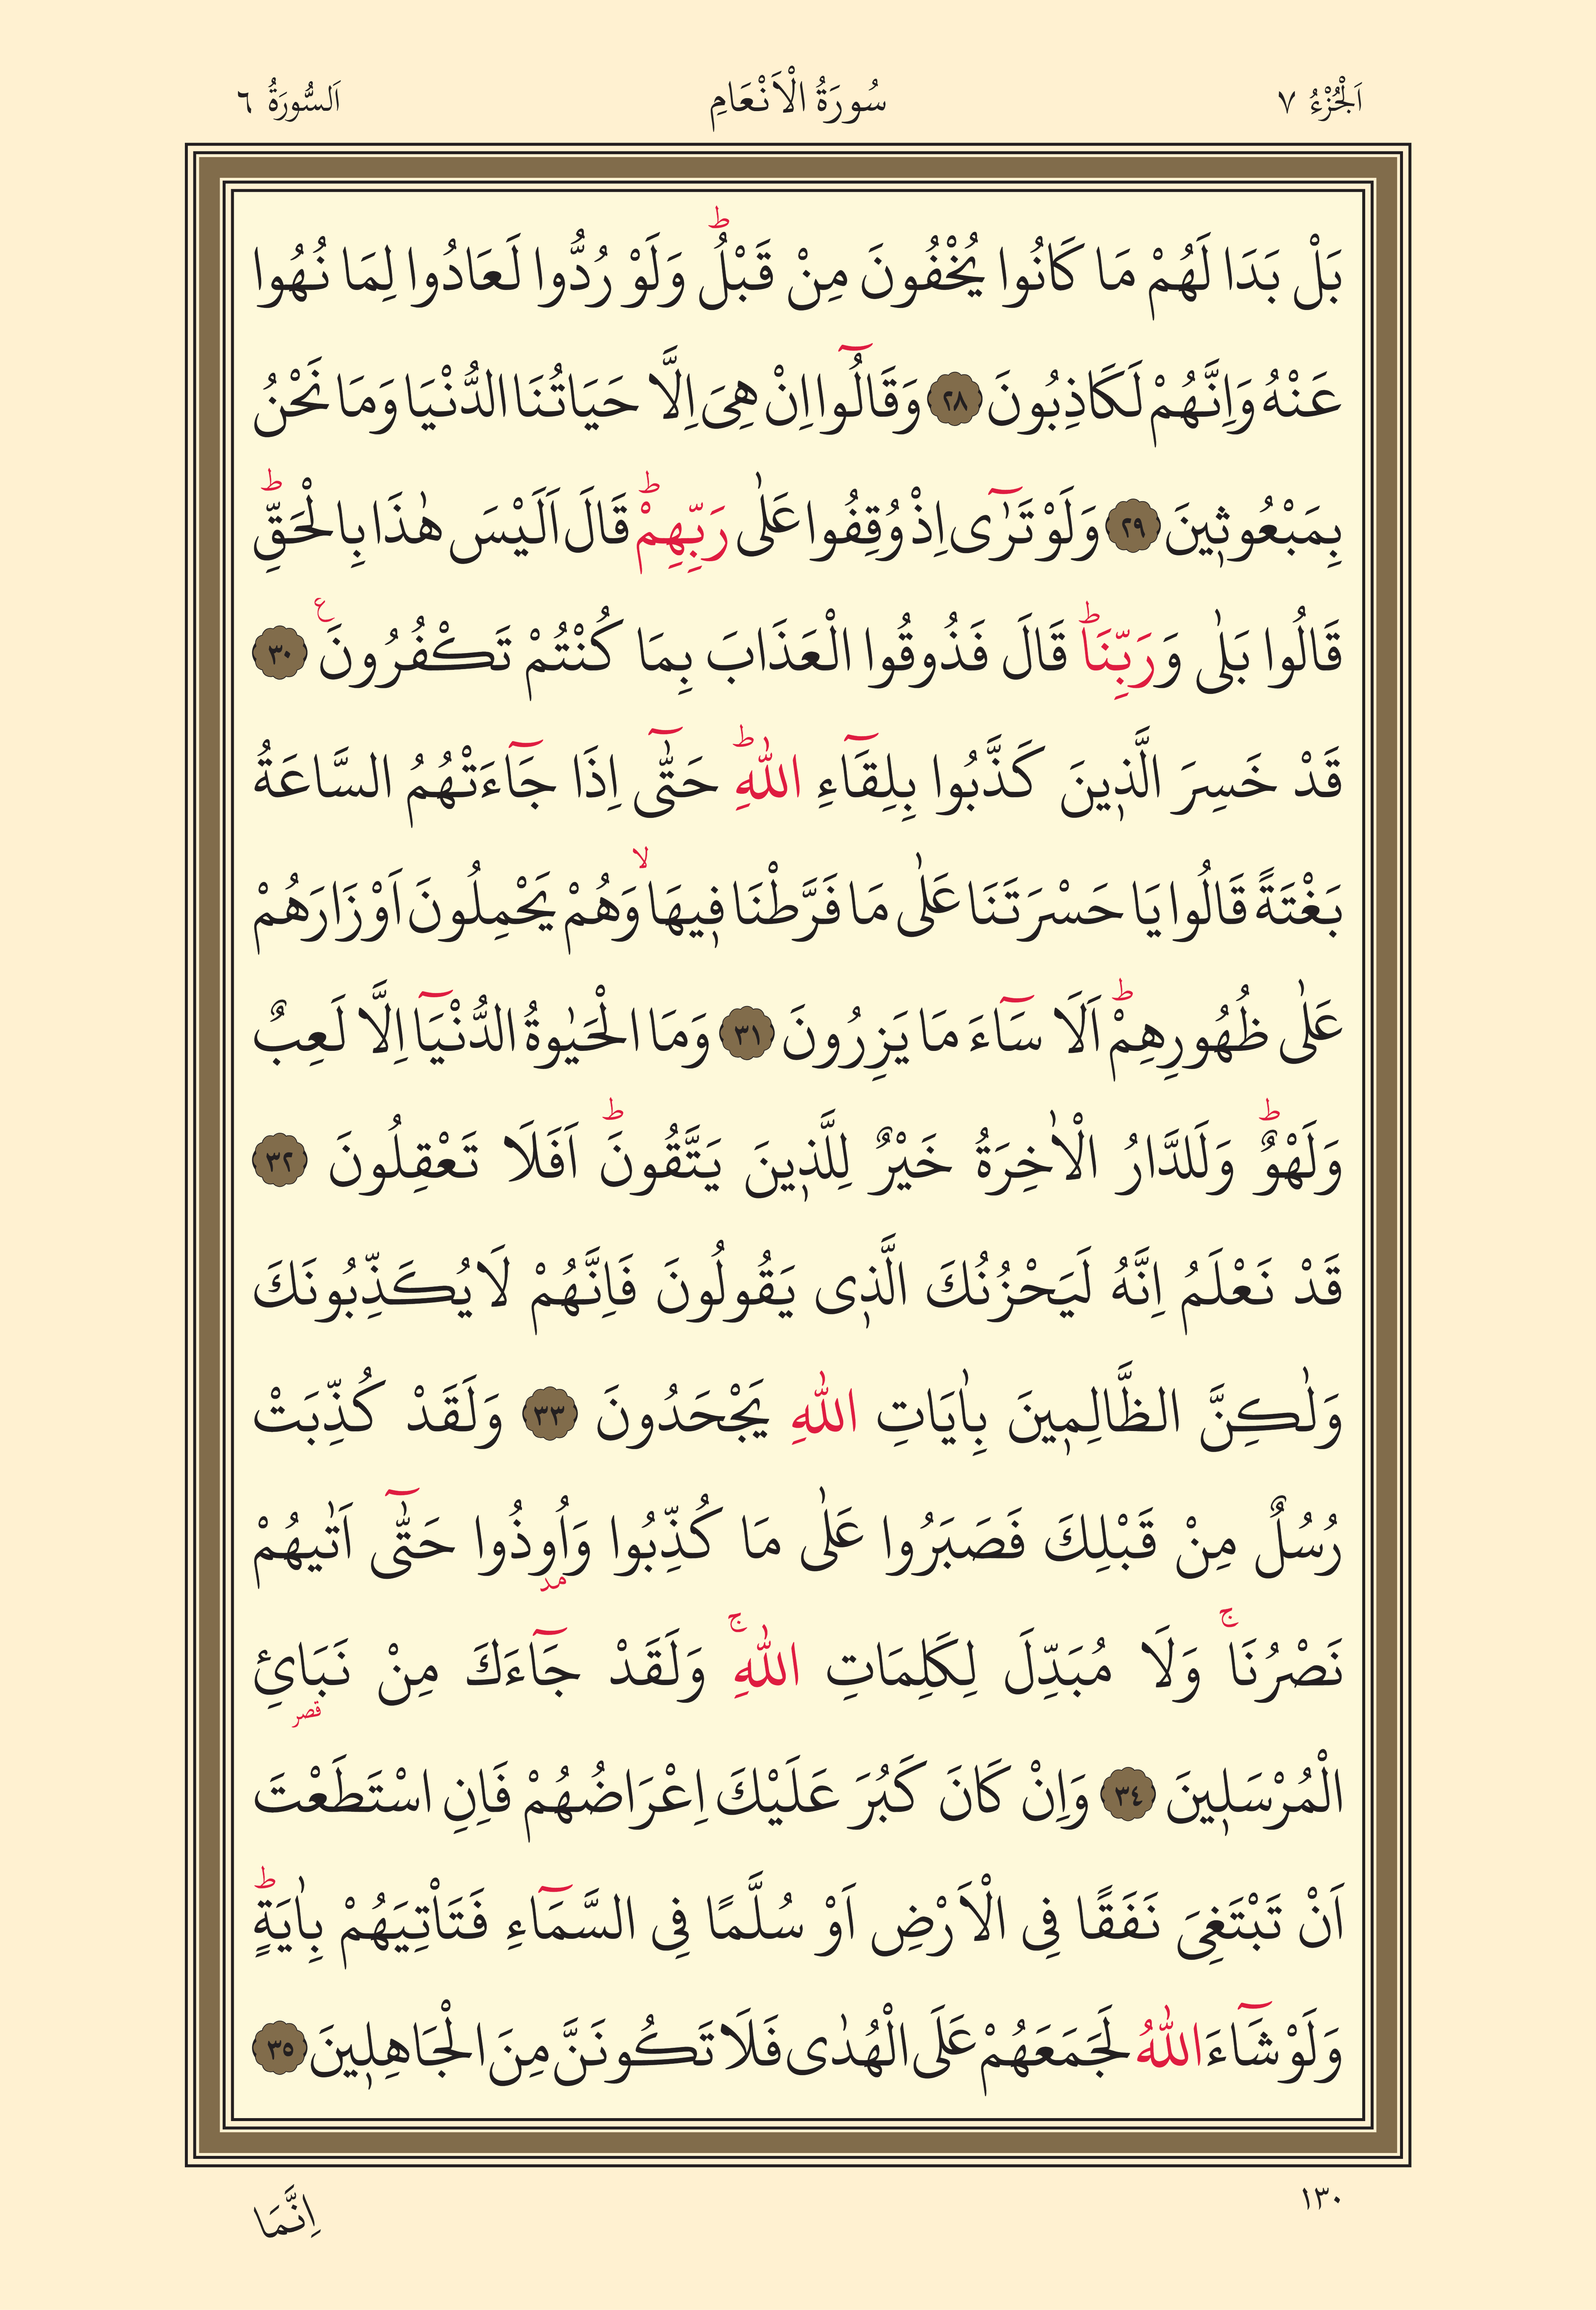 اَلْجُزْءُ ٧
سُورَةُ الْاَنْعَامِ
اَلسُّورَةُ ٦
بَلْ بَدَا لَهُمْ مَا كَانُوا يُخْفُونَ مِنْ قَبْلُۜ وَلَوْ رُدُّوا لَعَادُوا لِمَا نُهُوا
عَنْهُ وَاِنَّهُمْ لَكَاذِبُونَ ٢٨ وَقَالُٓوا اِنْ هِىَ اِلَّا حَيَاتُنَا الدُّنْيَا وَمَا نَحْنُ
بِمَبْعُوث۪ينَ ٢٩ وَلَوْ تَرٰٓى اِذْ وُقِفُوا عَلٰى رَبِّهِمْؕ قَالَ اَلَيْسَ هٰذَا بِالْحَقِّؕ
قَالُوا بَلٰى وَرَبِّنَاؕ قَالَ فَذُوقُوا الْعَذَابَ بِمَا كُنْتُمْ تَكْفُرُونَ ع ٣٠
قَدْ خَسِرَ الَّذ۪ينَ كَذَّبُوا بِلِقَٓاءِ اللّٰهِؕ حَتّٰٓى اِذَا جَٓاءَتْهُمُ السَّاعَةُ
بَغْتَةً قَالُوا يَا حَسْرَتَنَا عَلٰى مَا فَرَّطْنَا ف۪يهَاۙ وَهُمْ يَحْمِلُونَ اَوْزَارَهُمْ
عَلٰى ظُهُورِهِمْؕ اَلَا سَٓاءَ مَا يَزِرُونَ ٣١ وَمَا الْحَيٰوةُ الدُّنْيَٓا اِلَّا لَعِبٌ
وَلَهْوٌؕ وَلَلدَّارُ الْاٰخِرَةُ خَيْرٌ لِلَّذ۪ينَ يَتَّقُونَؕ اَفَلَا تَعْقِلُونَ ٣٢
قَدْ نَعْلَمُ اِنَّهُ لَيَحْزُنُكَ الَّذ۪ى يَقُولُونَ فَاِنَّهُمْ لَا يُكَذِّبُونَكَ
وَلٰكِنَّ الظَّالِم۪ينَ بِاٰيَاتِ اللّٰهِ يَجْحَدُونَ ٣٣ وَلَقَدْ كُذِّبَتْ
رُسُلٌ مِنْ قَبْلِكَ فَصَبَرُوا عَلٰى مَا كُذِّبُوا وَاُوذُوا حَتّٰٓى اَتٰيهُمْ
مد
نَصْرُنَاۚ وَلَا مُبَدِّلَ لِكَلِمَاتِ اللّٰهِۚ وَلَقَدْ جَٓاءَكَ مِنْ نَبَائِ
قصر
الْمُرْسَل۪ينَ ٣٤ وَاِنْ كَانَ كَبُرَ عَلَيْكَ اِعْرَاضُهُمْ فَاِنِ اسْتَطَعْتَ
اَنْ تَبْتَغِىَ نَفَقًا فِى الْاَرْضِ اَوْ سُلَّمًا فِى السَّمَٓاءِ فَتَاْتِيَهُمْ بِاٰيَةٍؕ
وَلَوْ شَٓاءَ اللّٰهُ لَجَمَعَهُمْ عَلَى الْهُدٰى فَلَا تَكُونَنَّ مِنَ الْجَاهِل۪ينَ ٣٥
١٣٠
اِنَّمَا